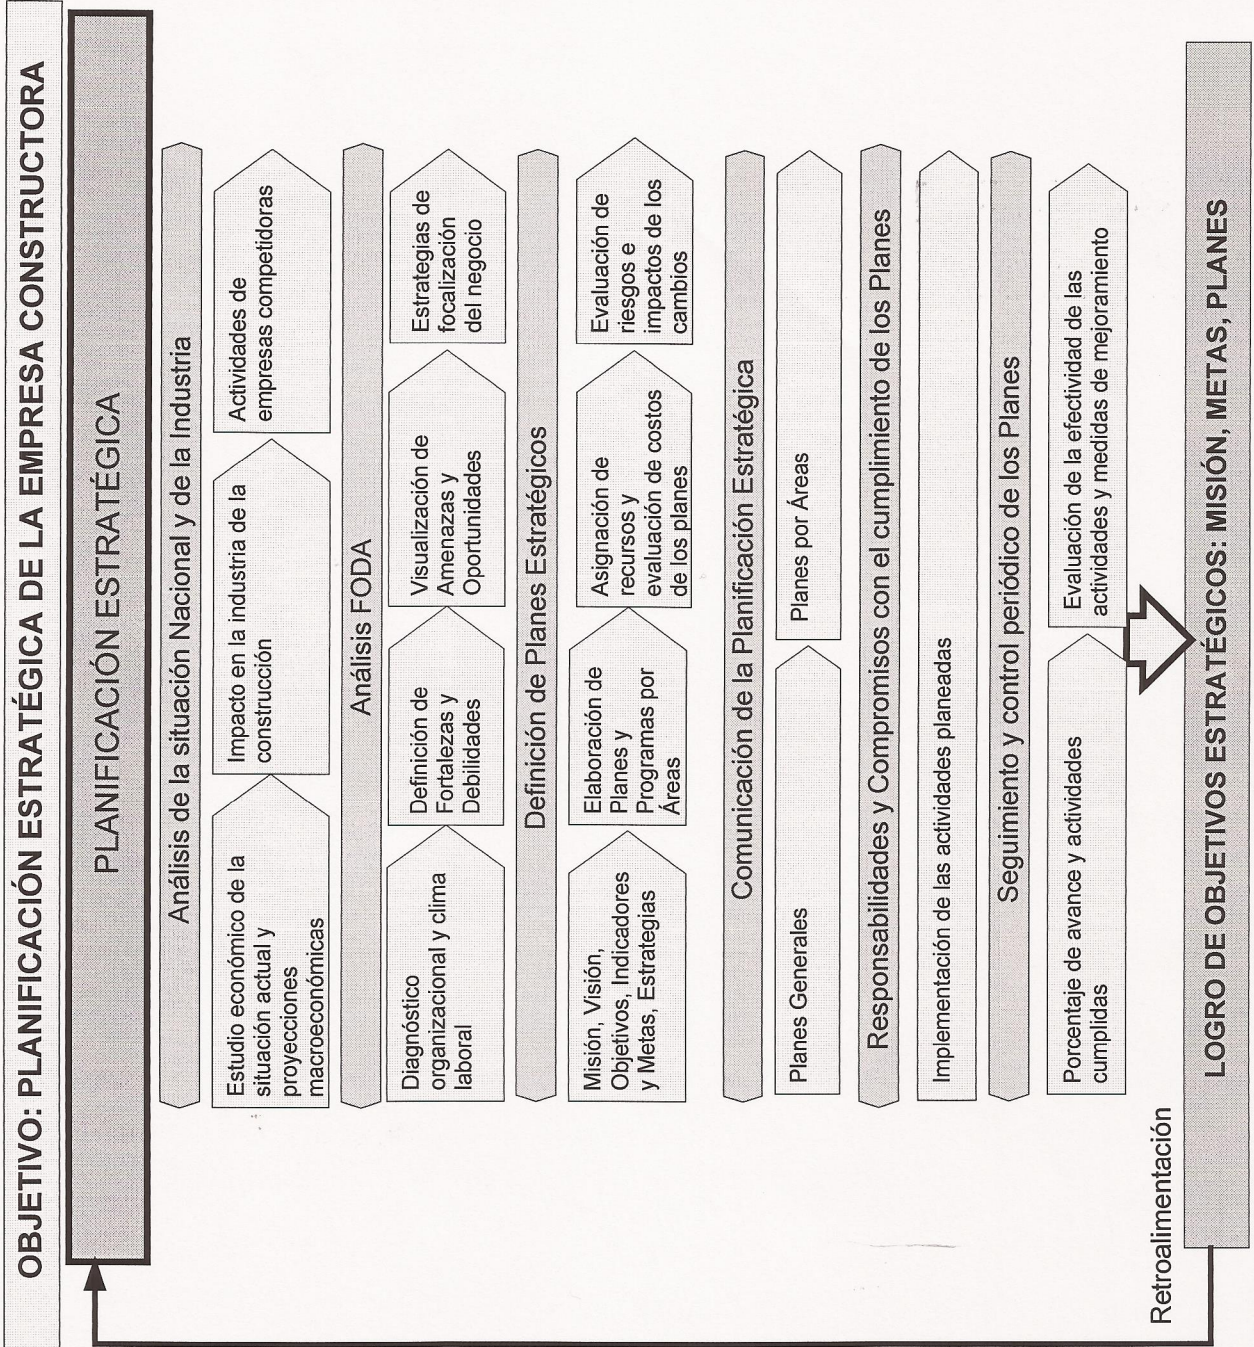 OBJETIVO: PLANIFICACIÓN ESTRATÉGICA DE LA EMPRESA CONSTRUCTORA
PLANIFICACIÓN ESTRATÉGICA
Análisis de la situación Nacional y de la Industria
Estudio económico de la
situación actual y
proyecciones
macroeconómicas
Impacto en la industria de la
construcción
Actividades de
empresas competidoras
Análisis FODA
Diagnóstico
organizacional y clima
laboral
Definición de
Fortalezas y
Debilidades
Visualización de
Amenazas y
Oportunidades
Estrategias de
focalización
del negocio
Definición de Planes Estratégicos
Misión, Visión,
Objetivos, Indicadores
y Metas, Estrategias
Elaboración de
Planes y
Programas por
Áreas
Asignación de
recursos y
evaluación de costos
de los planes
Evaluación de
riesgos e
impactos de los
cambios
Comunicación de la Planificación Estratégica
Planes Generales
Planes por Áreas
Responsabilidades y Compromisos con el cumplimiento de los Planes
Implementación de las actividades planeadas
Seguimiento y control periódico de los Planes
Porcentaje de avance y actividades
cumplidas
Evaluación de la efectividad de las
actividades y medidas de mejoramiento
Retroalimentación
LOGRO DE OBJETIVOS ESTRATÉGICOS: MISIÓN, METAS, PLANES